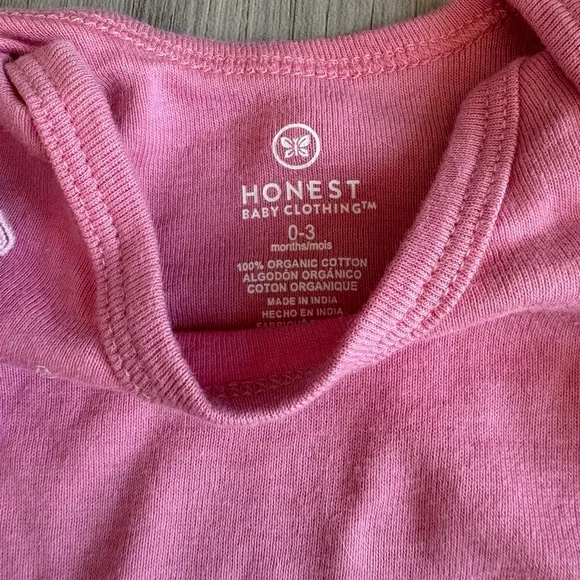 HONEST
BABY CLOTHING™
0-3
months/mois
100% ORGANIC COTTON
ALGODÓN ORGÁNICO
COTON ORGANIQUE
MADE IN INDIA
HECHO EN INDIA